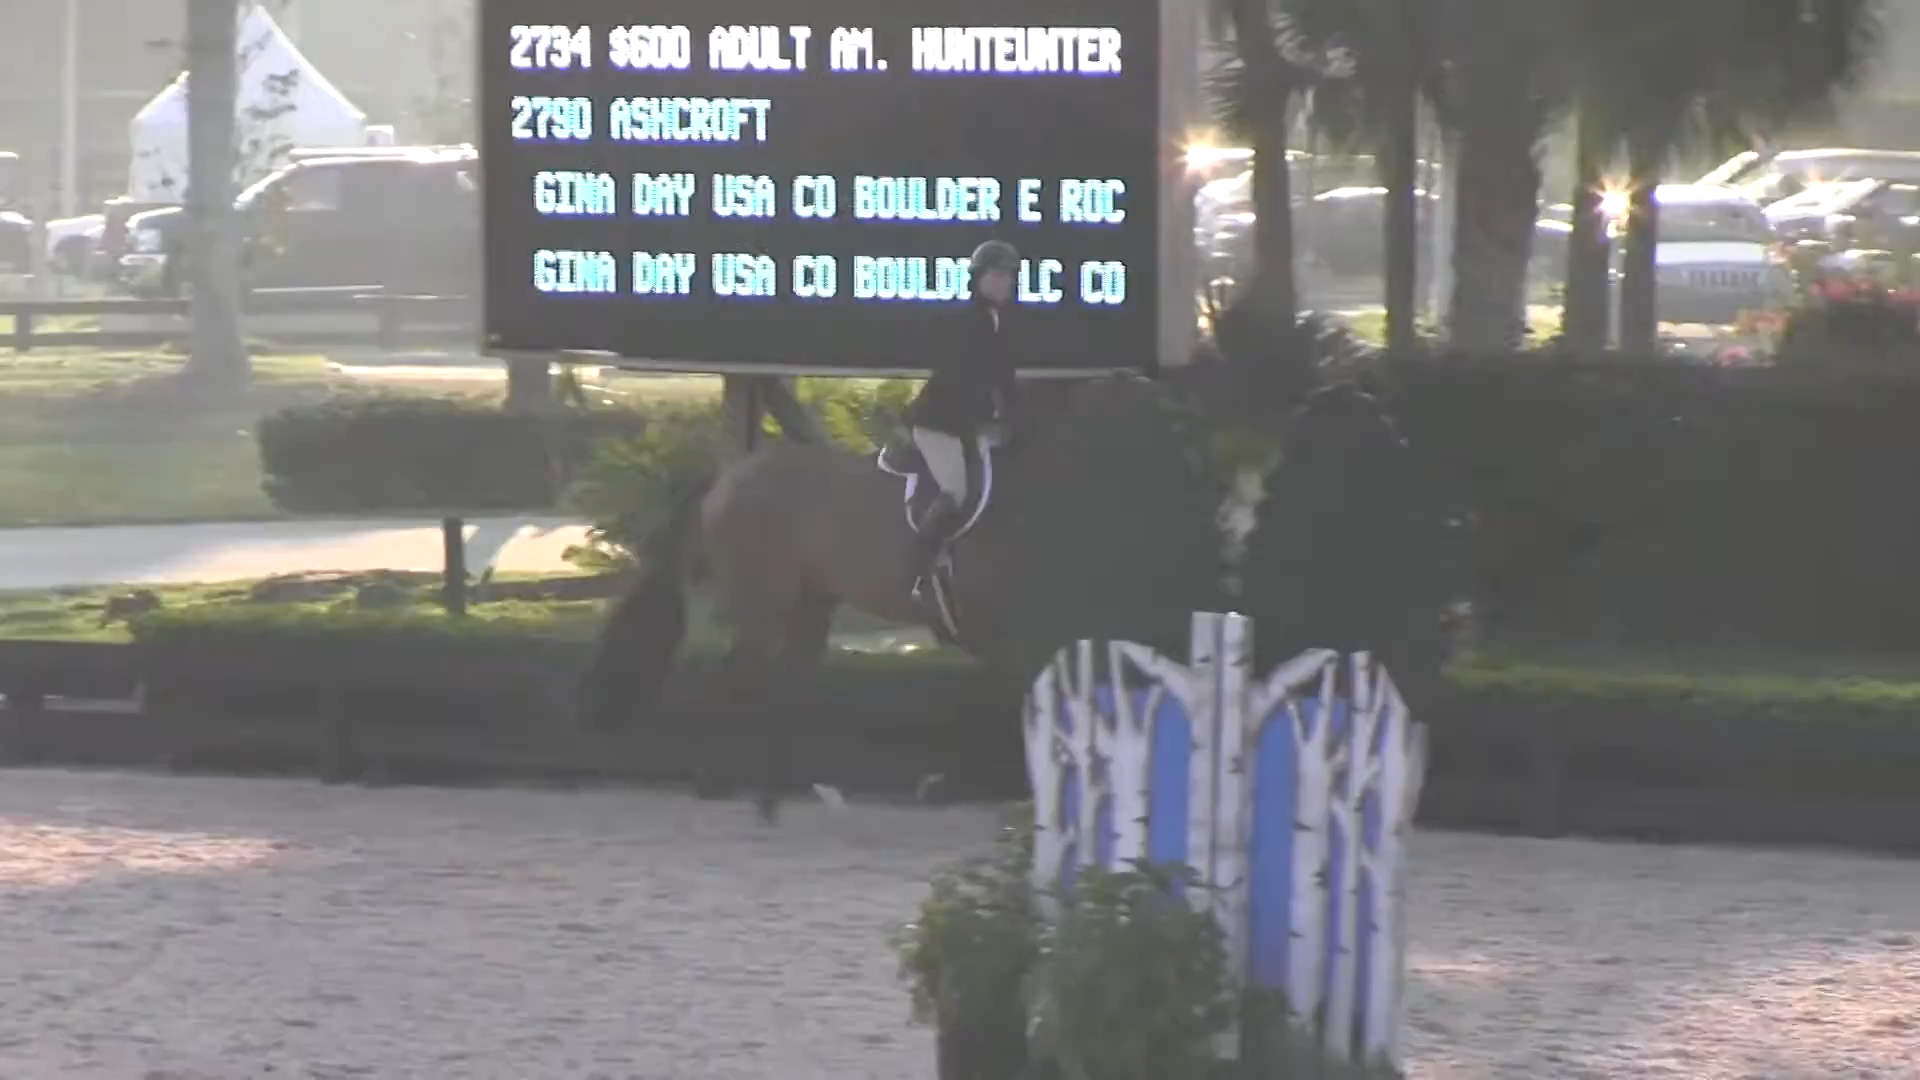 2734 $600 ADULT AM. HUNTEUNTER
2790 ASHCROFT
GINA DAY USA CO BOULDER E ROC
GINA DAY USA CO BOULDE LC CO